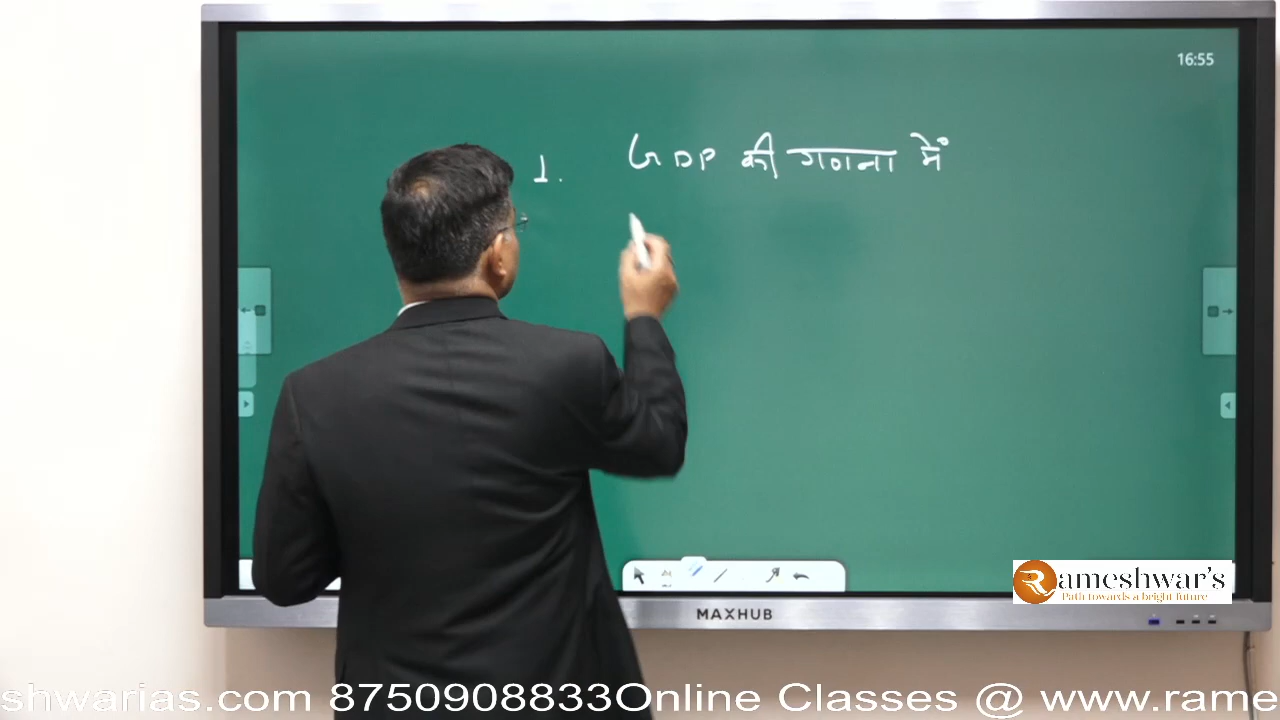 16:55
1. GDP की गणना में
Rameshwar's
Path towards a bright future
MAXHUB
shwarias.com 8750908833Online Classes @ www.rame